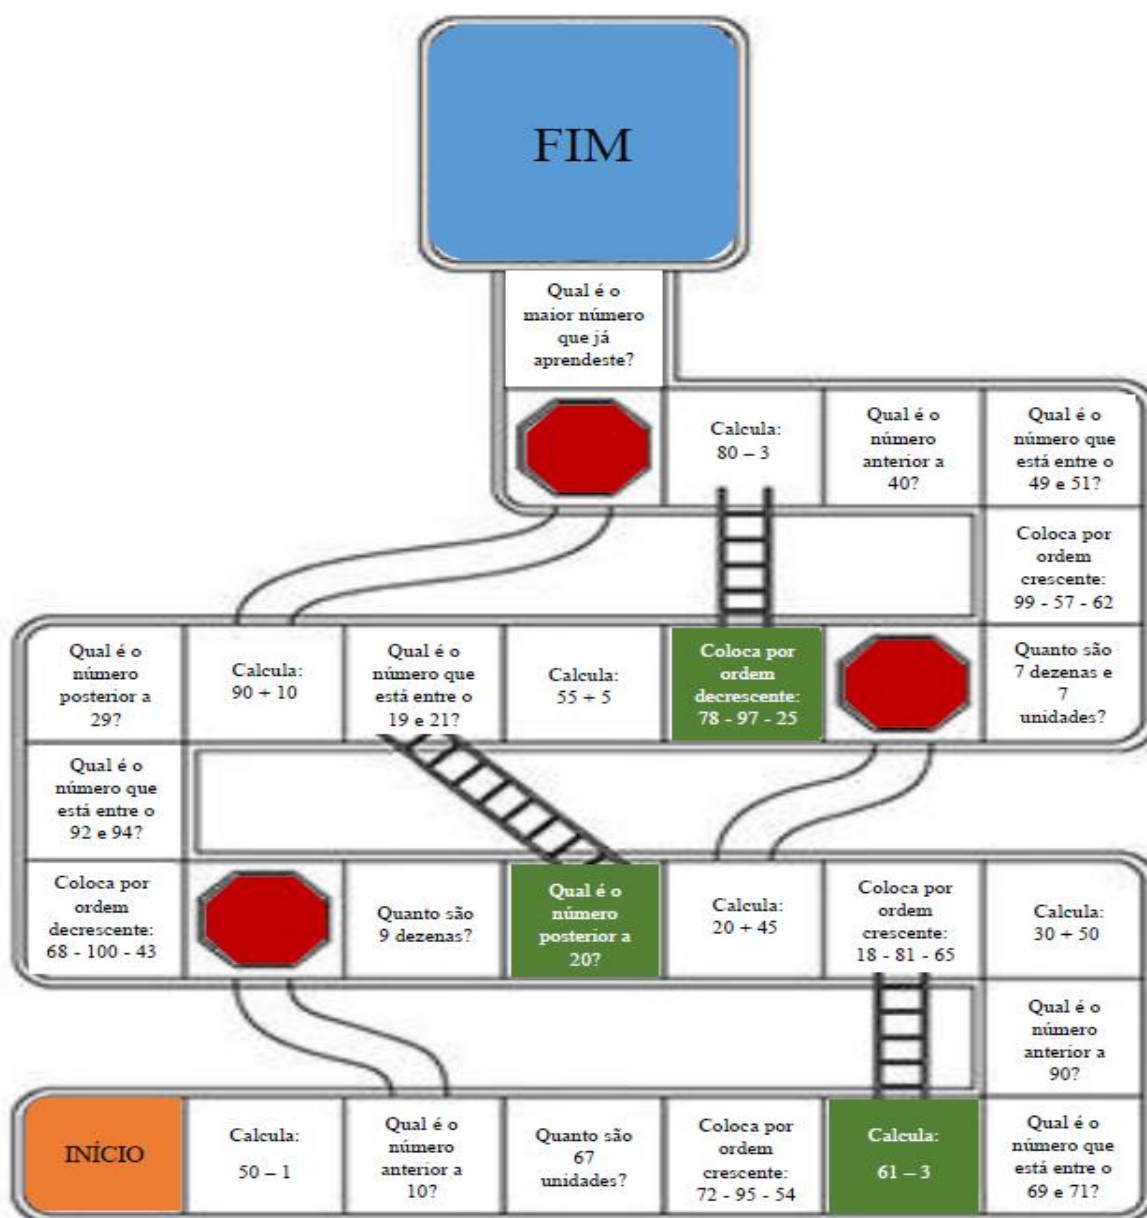 FIM
Qual é o
maior número
que já
aprendeste?
Calcula:
80 – 3
Qual é o
número
anterior a
40?
Qual é o
número que
está entre o
49 e 51?
Coloca por
ordem
crescente:
99 - 57 - 62
Qual é o
número
posterior a
29?
Calcula:
90 + 10
Qual é o
número que
está entre o
19 e 21?
Calcula:
55 + 5
Coloca por
ordem
decrescente:
78 - 97 - 25
Quanto são
7 dezenas e
7
unidades?
Qual é o
número que
está entre o
92 e 94?
Coloca por
ordem
decrescente:
68 - 100 - 43
Quanto são
9 dezenas?
Qual é o
número
posterior a
20?
Calcula:
20 + 45
Coloca por
ordem
crescente:
18 - 81 - 65
Calcula:
30 + 50
Qual é o
número
anterior a
90?
INÍCIO
Calcula:
50 – 1
Qual é o
número
anterior a
10?
Quanto são
67
unidades?
Coloca por
ordem
crescente:
72 - 95 - 54
Calcula:
61 – 3
Qual é o
número que
está entre o
69 e 71?